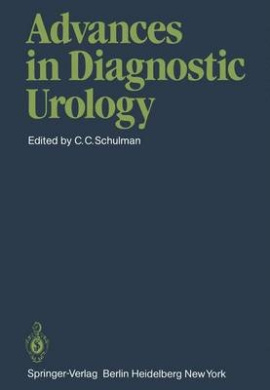 Advances
in Diagnostic
Urology
Edited by C. C. Schulman
Springer-Verlag Berlin Heidelberg New York